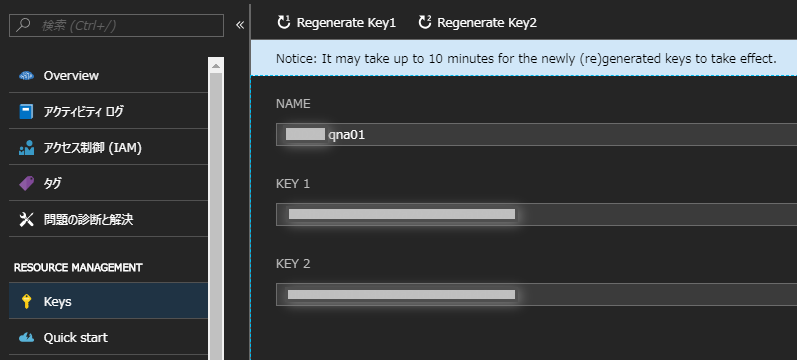 検索 (Ctrl+/)
«
Overview
アクティビティ ログ
アクセス制御 (IAM)
タグ
問題の診断と解決
RESOURCE MANAGEMENT
Keys
Quick start
1 Regenerate Key1
2 Regenerate Key2
Notice: It may take up to 10 minutes for the newly (re)generated keys to take effect.
NAME
qna01
KEY 1
KEY 2